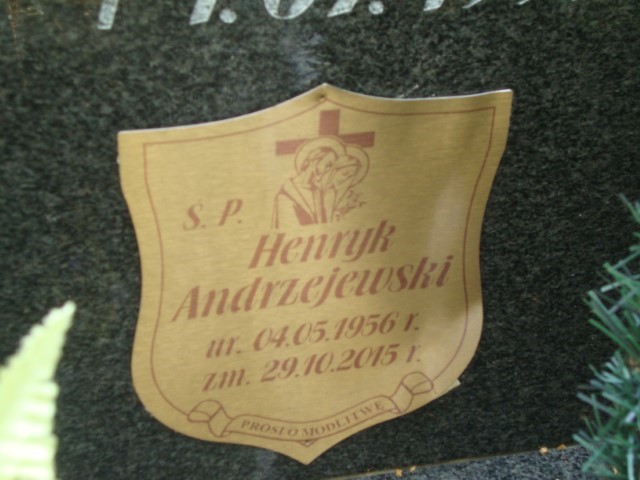 Ś. P.
Henryk
Andrzejewski
ur. 04.05.1956 r.
zm. 29.10.2015 r.
PROSI O MODLITWĘ